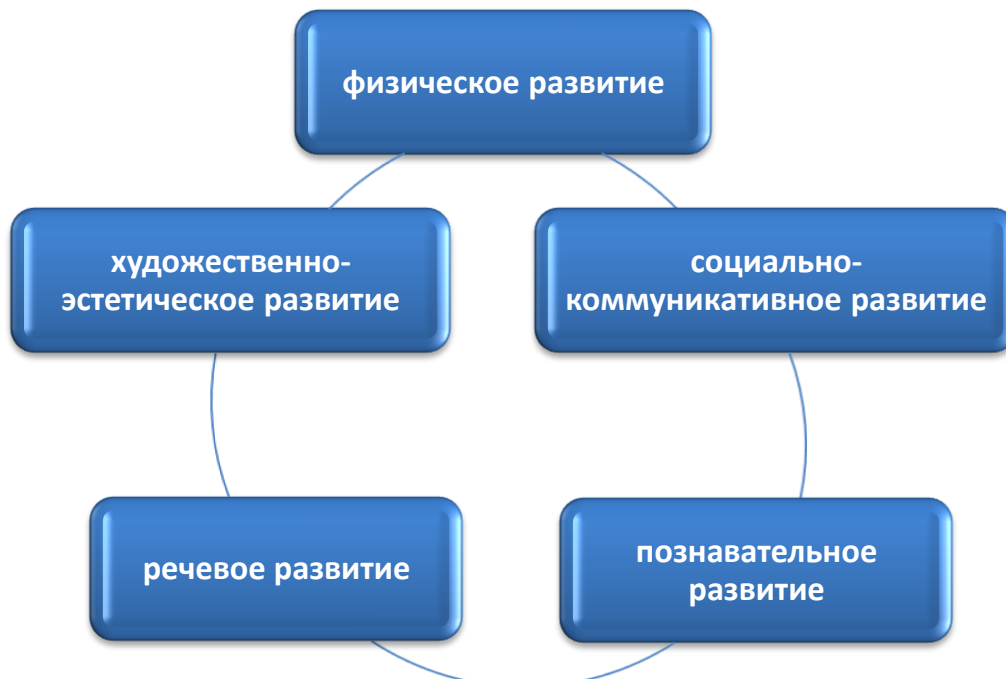 физическое развитие
художественно-
эстетическое развитие
социально-
коммуникативное развитие
речевое развитие
познавательное
развитие